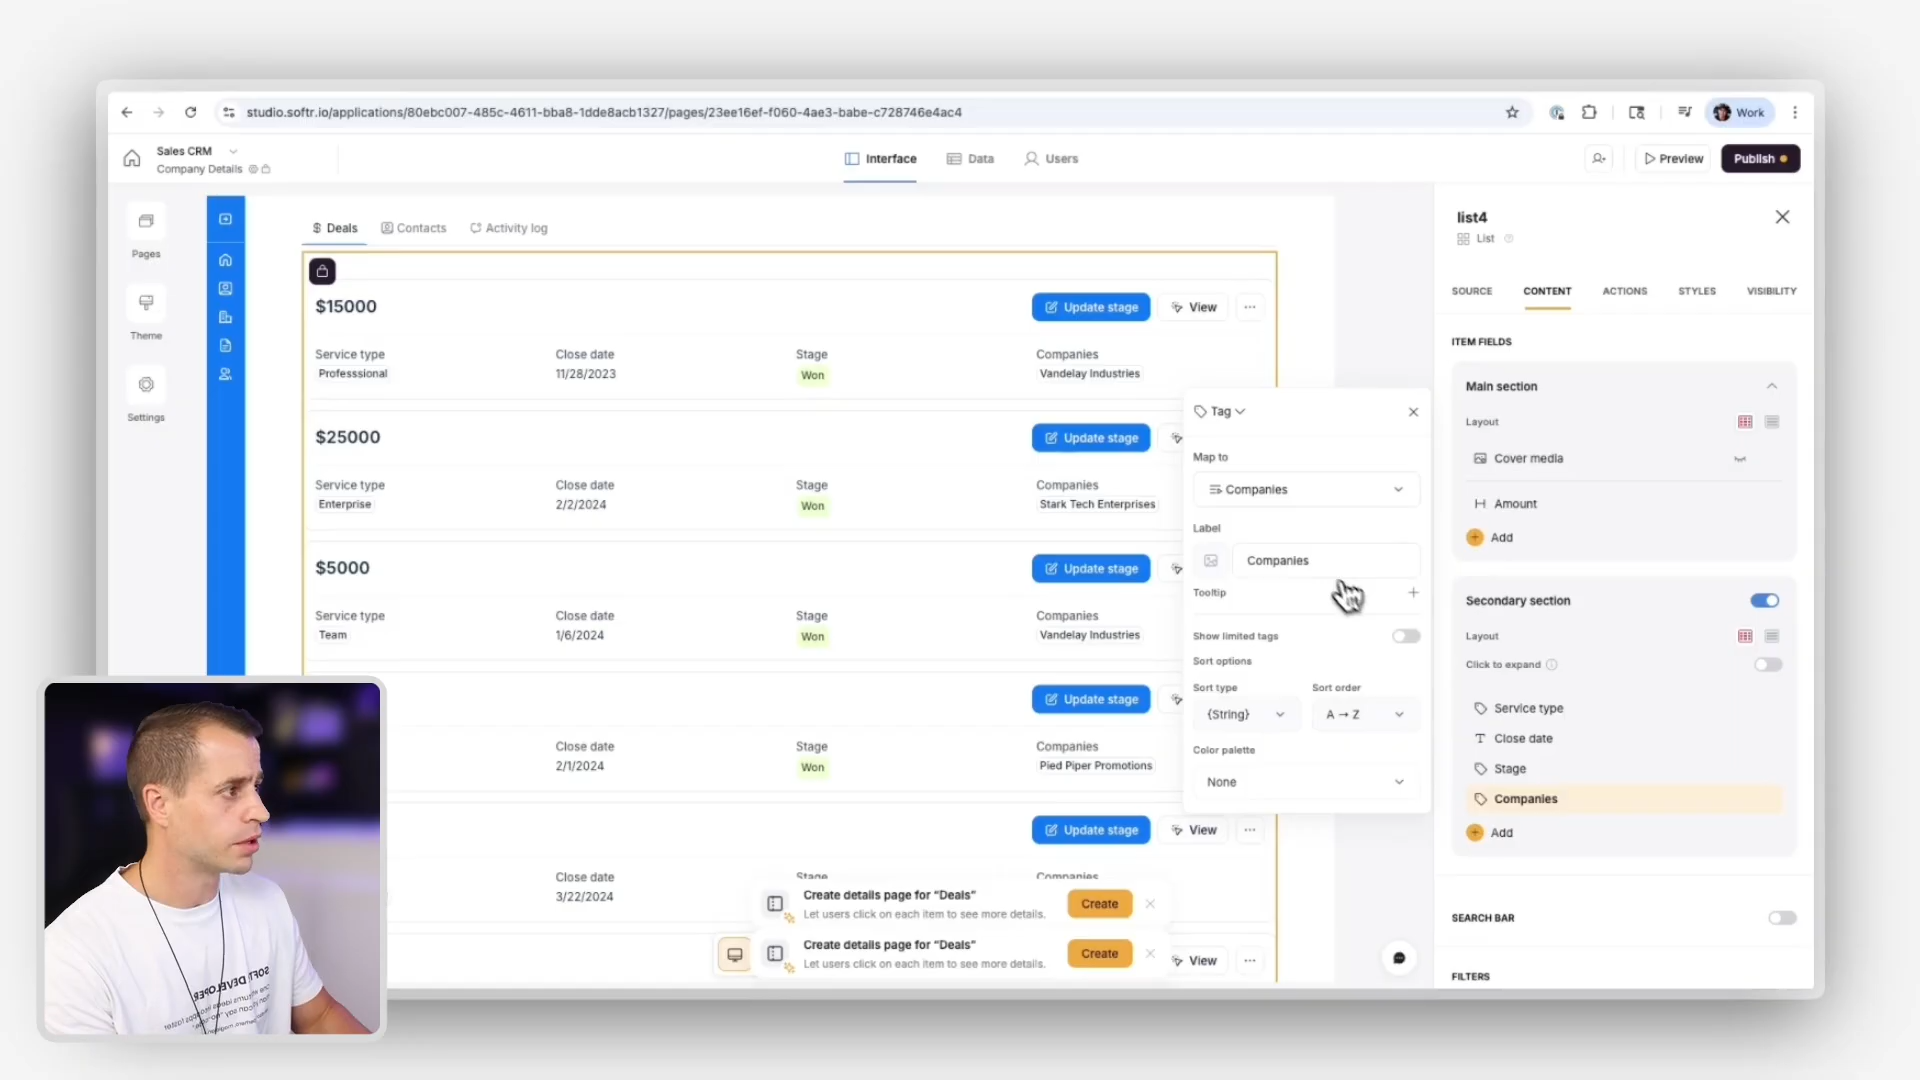 studio.softr.io/applications/80ebc007-485c-4611-bba8-1dde8acb1327/pages/23ee16ef-f060-4ae3-babe-c728746e4ac4
Work
Sales CRM
Company Details
Interface
Data
Users
Preview
Publish
Pages
Theme
Settings
Deals
Contacts
Activity log
$15000
Update stage
View
Service type
Close date
Stage
Companies
Professsional
11/28/2023
Won
Vandelay Industries
$25000
Update stage
Service type
Close date
Stage
Companies
Enterprise
2/2/2024
Won
Stark Tech Enterprises
$5000
Update stage
Service type
Close date
Stage
Companies
Team
1/6/2024
Won
Vandelay Industries
Update stage
Close date
Stage
Companies
2/1/2024
Won
Pied Piper Promotions
Update stage
View
Close date
Stage
Companies
3/22/2024
Create details page for "Deals"
Let users click on each item to see more details.
Create
Create details page for "Deals"
Let users click on each item to see more details.
Create
View
Tag
Map to
Companies
Label
Companies
Tooltip
Show limited tags
Sort options
Sort type
Sort order
{String}
A → Z
Color palette
None
list4
List
SOURCE
CONTENT
ACTIONS
STYLES
VISIBILITY
ITEM FIELDS
Main section
Layout
Cover media
Amount
Add
Secondary section
Layout
Click to expand
Service type
Close date
Stage
Companies
Add
SEARCH BAR
FILTERS